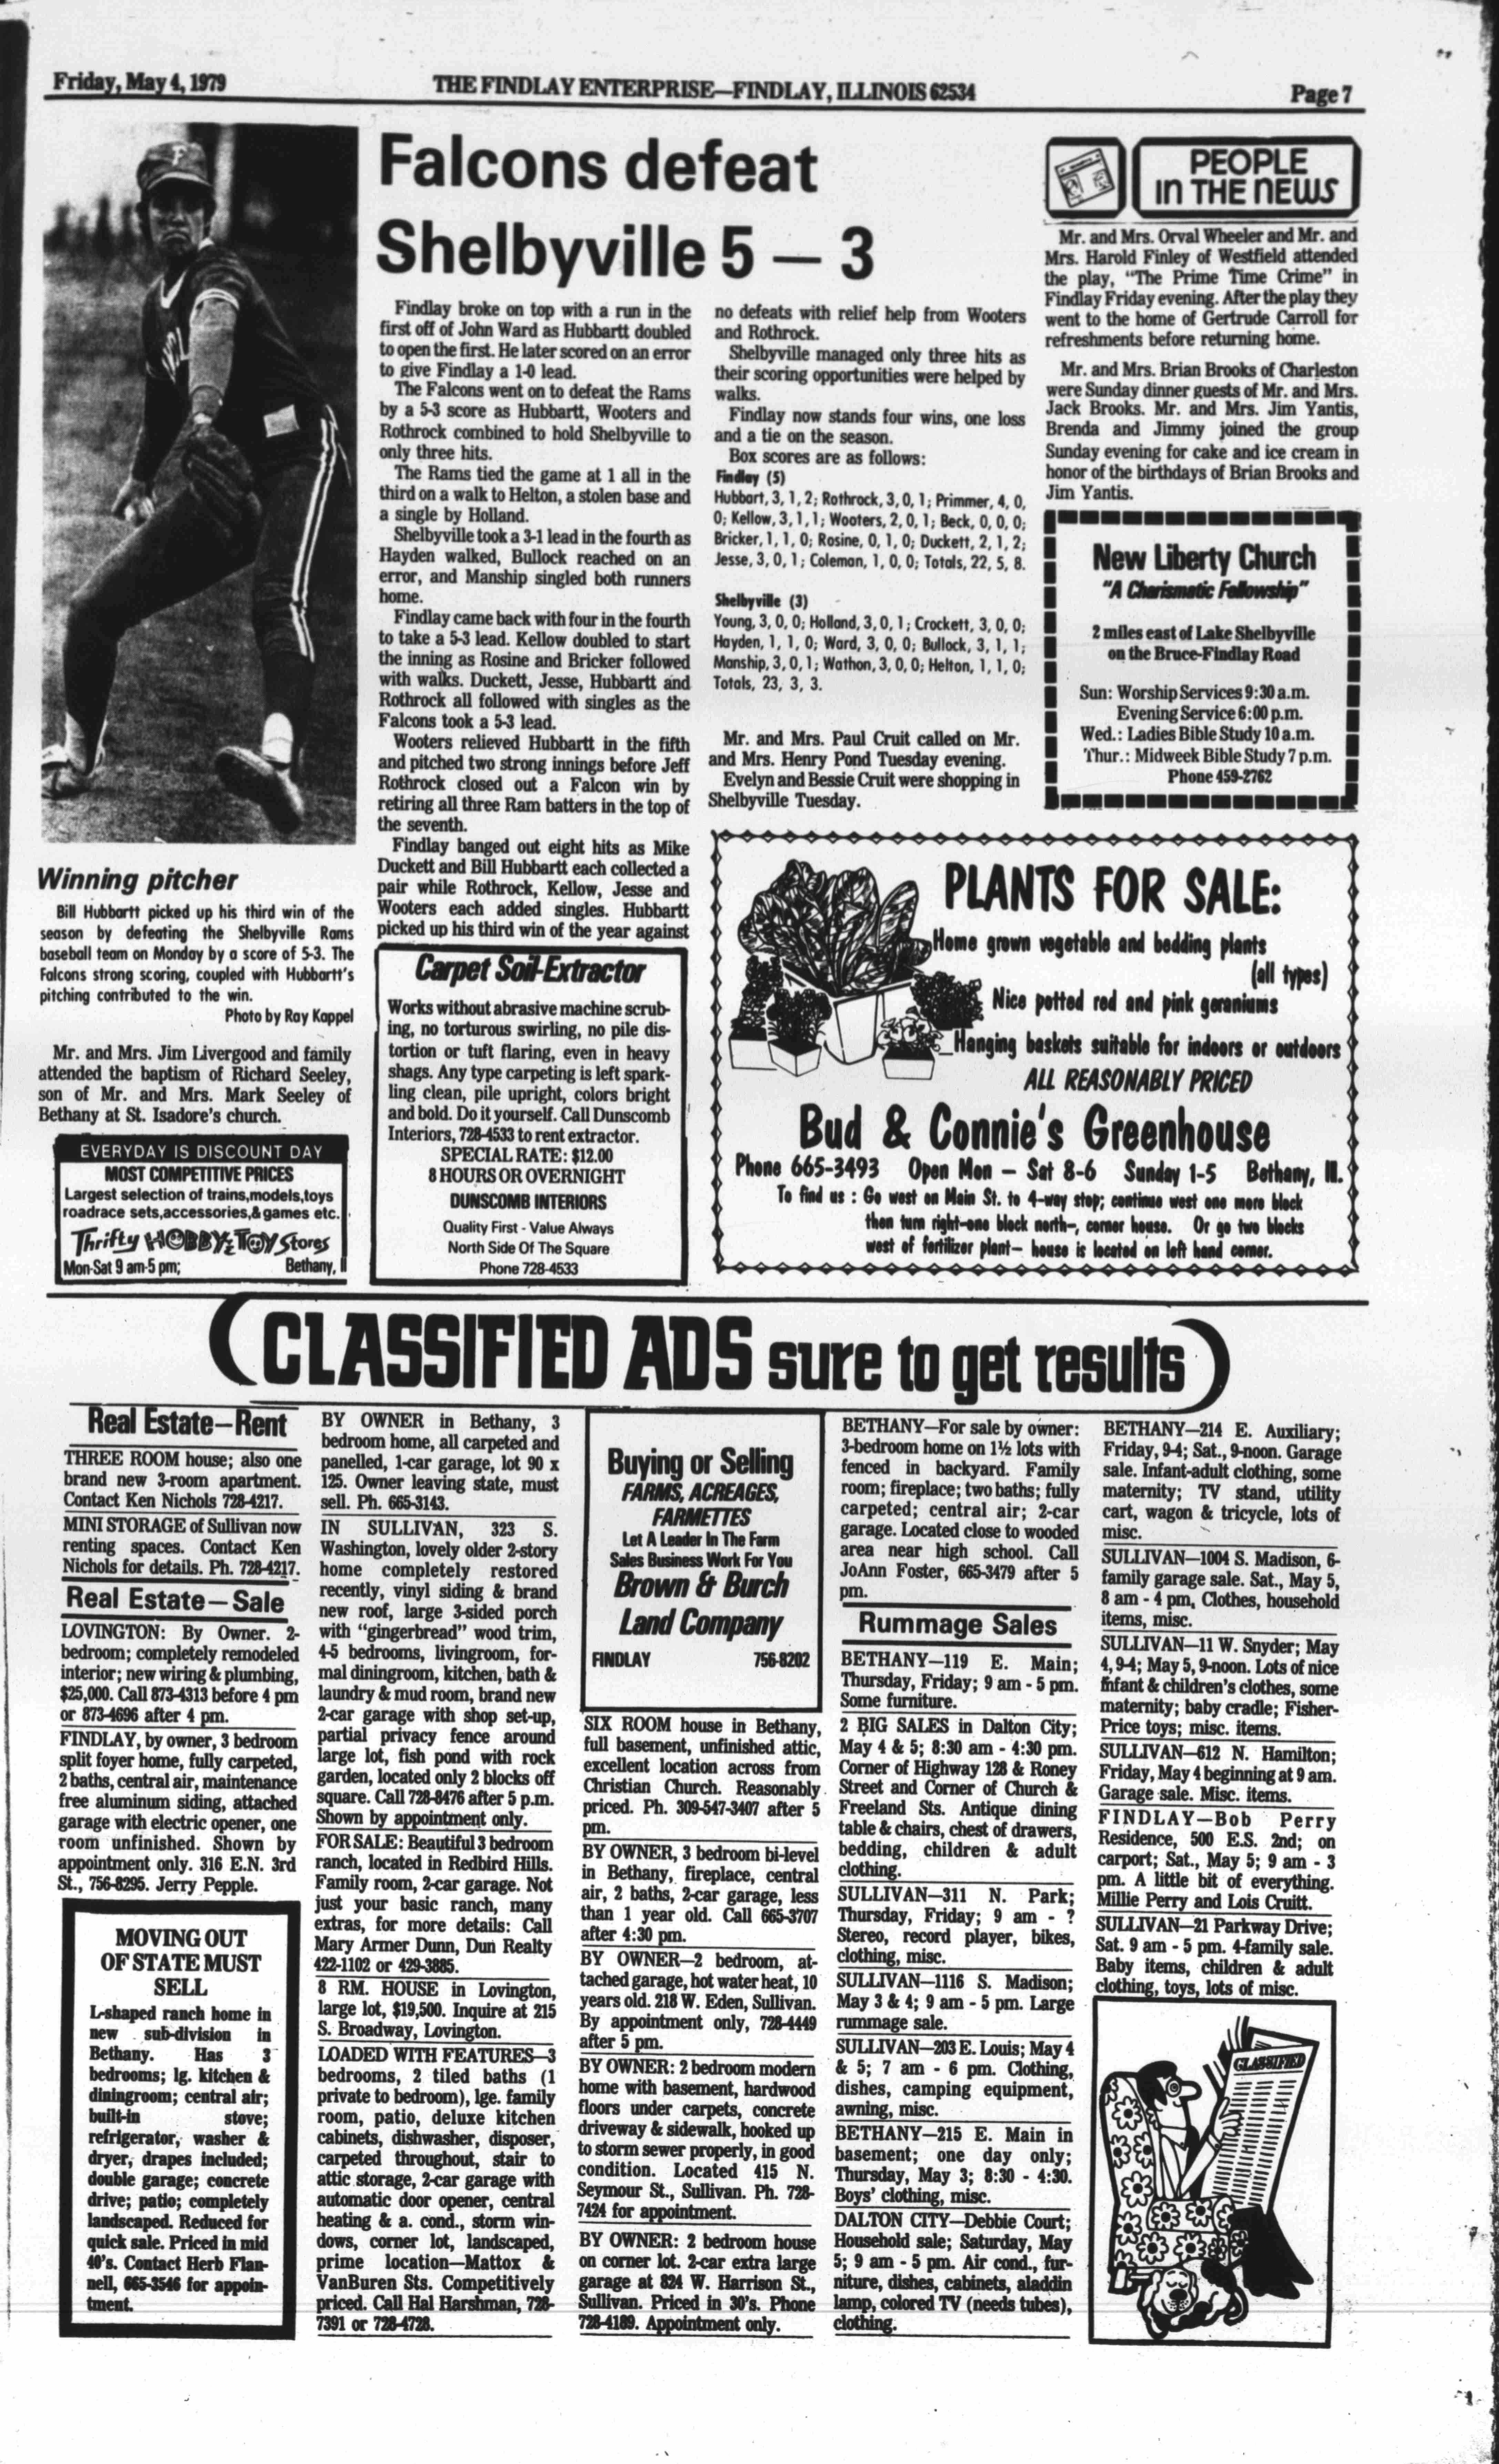 Friday, May 4, 1979
THE FINDLAY ENTERPRISE—FINDLAY, ILLINOIS 62534
Page 7
Falcons defeat
Shelbyville 5 — 3
Findlay broke on top with a run in the
first off of John Ward as Hubbartt doubled
to open the first. He later scored on an error
to give Findlay a 1-0 lead.
The Falcons went on to defeat the Rams
by a 5-3 score as Hubbartt, Wooters and
Rothrock combined to hold Shelbyville to
only three hits.
The Rams tied the game at 1 all in the
third on a walk to Helton, a stolen base and
a single by Holland.
Shelbyville took a 3-1 lead in the fourth as
Hayden walked, Bullock reached on an
error, and Manship singled both runners
home.
Findlay came back with four in the fourth
to take a 5-3 lead. Kellow doubled to start
the inning as Rosine and Bricker followed
with walks. Duckett, Jesse, Hubbartt and
Rothrock all followed with singles as the
Falcons took a 5-3 lead.
Wooters relieved Hubbartt in the fifth
and pitched two strong innings before Jeff
Rothrock closed out a Falcon win by
retiring all three Ram batters in the top of
the seventh.
Findlay banged out eight hits as Mike
Duckett and Bill Hubbartt each collected a
pair while Rothrock, Kellow, Jesse and
Wooters each added singles. Hubbartt
picked up his third win of the year against
no defeats with relief help from Wooters
and Rothrock.
Shelbyville managed only three hits as
their scoring opportunities were helped by
walks.
Findlay now stands four wins, one loss
and a tie on the season.
Box scores are as follows:
Findlay (5)
Hubbart, 3, 1, 2; Rothrock, 3, 0, 1; Primmer, 4, 0,
0; Kellow, 3, 1, 1; Wooters, 2, 0, 1; Beck, 0, 0, 0;
Bricker, 1, 1, 0; Rosine, 0, 1, 0; Duckett, 2, 1, 2;
Jesse, 3, 0, 1; Coleman, 1, 0, 0; Totals, 22, 5, 8.
Shelbyville (3)
Young, 3, 0, 0; Holland, 3, 0, 1; Crockett, 3, 0, 0;
Hayden, 1, 1, 0; Ward, 3, 0, 0; Bullock, 3, 1, 1;
Manship, 3, 0, 1; Wathon, 3, 0, 0; Helton, 1, 1, 0;
Totals, 23, 3, 3.
Mr. and Mrs. Paul Cruit called on Mr.
and Mrs. Henry Pond Tuesday evening.
Evelyn and Bessie Cruit were shopping in
Shelbyville Tuesday.
PEOPLE
IN THE NEWS
Mr. and Mrs. Orval Wheeler and Mr. and
Mrs. Harold Finley of Westfield attended
the play, "The Prime Time Crime" in
Findlay Friday evening. After the play they
went to the home of Gertrude Carroll for
refreshments before returning home.
Mr. and Mrs. Brian Brooks of Charleston
were Sunday dinner guests of Mr. and Mrs.
Jack Brooks. Mr. and Mrs. Jim Yantis,
Brenda and Jimmy joined the group
Sunday evening for cake and ice cream in
honor of the birthdays of Brian Brooks and
Jim Yantis.
New Liberty Church
"A Charismatic Fellowship"
2 miles east of Lake Shelbyville
on the Bruce-Findlay Road
Sun: Worship Services 9:30 a.m.
Evening Service 6:00 p.m.
Wed.: Ladies Bible Study 10 a.m.
Thur.: Midweek Bible Study 7 p.m.
Phone 459-2762
Winning pitcher
Bill Hubbartt picked up his third win of the
season by defeating the Shelbyville Rams
baseball team on Monday by a score of 5-3. The
Falcons strong scoring, coupled with Hubbartt's
pitching contributed to the win.
Photo by Ray Kappel
Mr. and Mrs. Jim Livergood and family
attended the baptism of Richard Seeley,
son of Mr. and Mrs. Mark Seeley of
Bethany at St. Isadore's church.
EVERYDAY IS DISCOUNT DAY
MOST COMPETITIVE PRICES
Largest selection of trains,models,toys
roadrace sets,accessories,&games etc.
Thrifty HOBBY & TOY Stores
Mon-Sat 9 am-5 pm; Bethany, Il
Carpet Soil-Extractor
Works without abrasive machine scrub-
ing, no torturous swirling, no pile dis-
tortion or tuft flaring, even in heavy
shags. Any type carpeting is left spark-
ling clean, pile upright, colors bright
and bold. Do it yourself. Call Dunscomb
Interiors, 728-4533 to rent extractor.
SPECIAL RATE: $12.00
8 HOURS OR OVERNIGHT
DUNSCOMB INTERIORS
Quality First - Value Always
North Side Of The Square
Phone 728-4533
PLANTS FOR SALE:
Home grown vegetable and bedding plants
(all types)
Nice potted red and pink geraniums
Hanging baskets suitable for indoors or outdoors
ALL REASONABLY PRICED
Bud & Connie's Greenhouse
Phone 665-3493 Open Mon — Sat 8-6 Sunday 1-5 Bethany, Ill.
To find us : Go west on Main St. to 4-way stop; continue west one more block
then turn right-one block north-, corner house. Or go two blocks
west of fertilizer plant— house is located on left hand corner.
(CLASSIFIED ADS sure to get results)
Real Estate—Rent
THREE ROOM house; also one
brand new 3-room apartment.
Contact Ken Nichols 728-4217.
MINI STORAGE of Sullivan now
renting spaces. Contact Ken
Nichols for details. Ph. 728-4217.
Real Estate—Sale
LOVINGTON: By Owner. 2-
bedroom; completely remodeled
interior; new wiring & plumbing,
$25,000. Call 873-4313 before 4 pm
or 873-4696 after 4 pm.
FINDLAY, by owner, 3 bedroom
split foyer home, fully carpeted,
2 baths, central air, maintenance
free aluminum siding, attached
garage with electric opener, one
room unfinished. Shown by
appointment only. 316 E.N. 3rd
St., 756-8295. Jerry Pepple.
MOVING OUT
OF STATE MUST
SELL
L-shaped ranch home in
new sub-division in
Bethany. Has 3
bedrooms; lg. kitchen &
diningroom; central air;
built-in stove;
refrigerator, washer &
dryer, drapes included;
double garage; concrete
drive; patio; completely
landscaped. Reduced for
quick sale. Priced in mid
40's. Contact Herb Flan-
nell, 665-3546 for appoin-
tment.
BY OWNER in Bethany, 3
bedroom home, all carpeted and
panelled, 1-car garage, lot 90 x
125. Owner leaving state, must
sell. Ph. 665-3143.
IN SULLIVAN, 323 S.
Washington, lovely older 2-story
home completely restored
recently, vinyl siding & brand
new roof, large 3-sided porch
with "gingerbread" wood trim,
4-5 bedrooms, livingroom, for-
mal diningroom, kitchen, bath &
laundry & mud room, brand new
2-car garage with shop set-up,
partial privacy fence around
large lot, fish pond with rock
garden, located only 2 blocks off
square. Call 728-8476 after 5 p.m.
Shown by appointment only.
FOR SALE: Beautiful 3 bedroom
ranch, located in Redbird Hills.
Family room, 2-car garage. Not
just your basic ranch, many
extras, for more details: Call
Mary Armer Dunn, Dun Realty
422-1102 or 429-3885.
8 RM. HOUSE in Lovington,
large lot, $19,500. Inquire at 215
S. Broadway, Lovington.
LOADED WITH FEATURES—3
bedrooms, 2 tiled baths (1
private to bedroom), lge. family
room, patio, deluxe kitchen
cabinets, dishwasher, disposer,
carpeted throughout, stair to
attic storage, 2-car garage with
automatic door opener, central
heating & a. cond., storm win-
dows, corner lot, landscaped,
prime location—Mattox &
VanBuren Sts. Competitively
priced. Call Hal Harshman, 728-
7391 or 728-4728.
Buying or Selling
FARMS, ACREAGES,
FARMETTES
Let A Leader In The Farm
Sales Business Work For You
Brown & Burch
Land Company
FINDLAY 756-8202
SIX ROOM house in Bethany,
full basement, unfinished attic,
excellent location across from
Christian Church. Reasonably
priced. Ph. 309-547-3407 after 5
pm.
BY OWNER, 3 bedroom bi-level
in Bethany, fireplace, central
air, 2 baths, 2-car garage, less
than 1 year old. Call 665-3707
after 4:30 pm.
BY OWNER—2 bedroom, at-
tached garage, hot water heat, 10
years old. 218 W. Eden, Sullivan.
By appointment only, 728-4449
after 5 pm.
BY OWNER: 2 bedroom modern
home with basement, hardwood
floors under carpets, concrete
driveway & sidewalk, hooked up
to storm sewer properly, in good
condition. Located 415 N.
Seymour St., Sullivan. Ph. 728-
7424 for appointment.
BY OWNER: 2 bedroom house
on corner lot. 2-car extra large
garage at 824 W. Harrison St.,
Sullivan. Priced in 30's. Phone
728-4189. Appointment only.
BETHANY—For sale by owner:
3-bedroom home on 1½ lots with
fenced in backyard. Family
room; fireplace; two baths; fully
carpeted; central air; 2-car
garage. Located close to wooded
area near high school. Call
JoAnn Foster, 665-3479 after 5
pm.
Rummage Sales
BETHANY—119 E. Main;
Thursday, Friday; 9 am - 5 pm.
Some furniture.
2 BIG SALES in Dalton City;
May 4 & 5; 8:30 am - 4:30 pm.
Corner of Highway 128 & Roney
Street and Corner of Church &
Freeland Sts. Antique dining
table & chairs, chest of drawers,
bedding, children & adult
clothing.
SULLIVAN—311 N. Park;
Thursday, Friday; 9 am - ?
Stereo, record player, bikes,
clothing, misc.
SULLIVAN—1116 S. Madison;
May 3 & 4; 9 am - 5 pm. Large
rummage sale.
SULLIVAN—203 E. Louis; May 4
& 5; 7 am - 6 pm. Clothing,
dishes, camping equipment,
awning, misc.
BETHANY—215 E. Main in
basement; one day only;
Thursday, May 3; 8:30 - 4:30.
Boys' clothing, misc.
DALTON CITY—Debbie Court;
Household sale; Saturday, May
5; 9 am - 5 pm. Air cond., fur-
niture, dishes, cabinets, aladdin
lamp, colored TV (needs tubes),
clothing.
BETHANY—214 E. Auxiliary;
Friday, 9-4; Sat., 9-noon. Garage
sale. Infant-adult clothing, some
maternity; TV stand, utility
cart, wagon & tricycle, lots of
misc.
SULLIVAN—1004 S. Madison, 6-
family garage sale. Sat., May 5,
8 am - 4 pm, Clothes, household
items, misc.
SULLIVAN—11 W. Snyder; May
4, 9-4; May 5, 9-noon. Lots of nice
infant & children's clothes, some
maternity; baby cradle; Fisher-
Price toys; misc. items.
SULLIVAN—612 N. Hamilton;
Friday, May 4 beginning at 9 am.
Garage sale. Misc. items.
FINDLAY—Bob Perry
Residence, 500 E.S. 2nd; on
carport; Sat., May 5; 9 am - 3
pm. A little bit of everything.
Millie Perry and Lois Cruitt.
SULLIVAN—21 Parkway Drive;
Sat. 9 am - 5 pm. 4-family sale.
Baby items, children & adult
clothing, toys, lots of misc.
CLASSIFIED